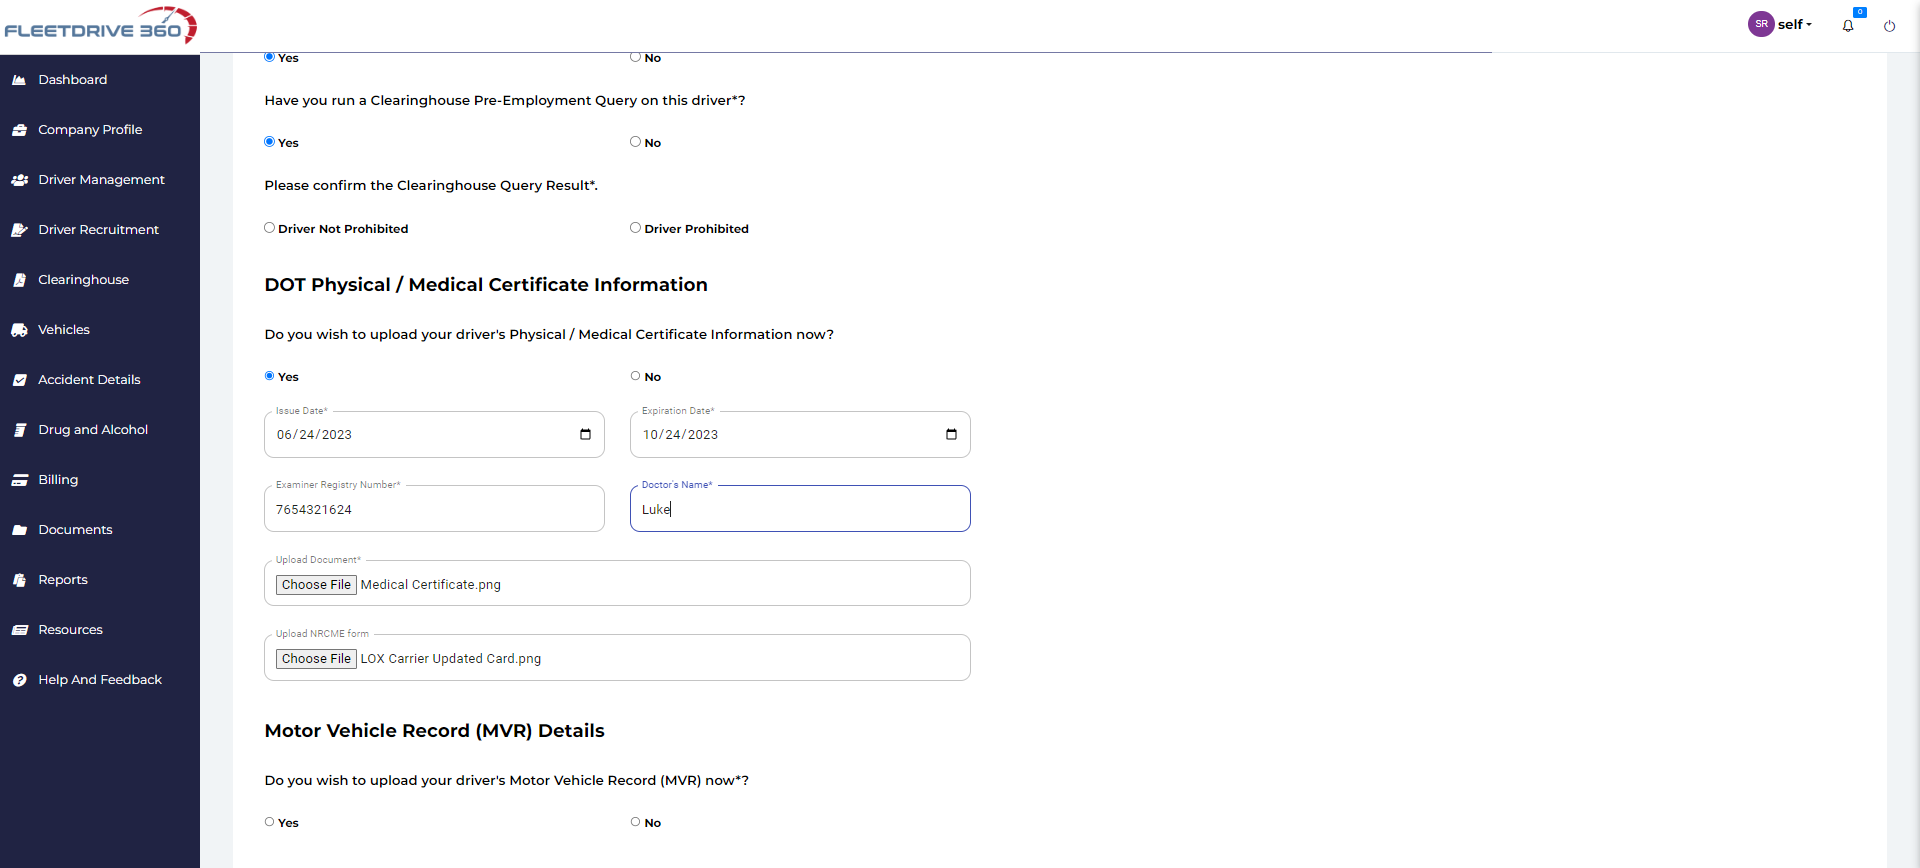 FLEETDRIVE 360
SR self
0
Dashboard
Company Profile
Driver Management
Driver Recruitment
Clearinghouse
Vehicles
Accident Details
Drug and Alcohol
Billing
Documents
Reports
Resources
Help And Feedback
Yes No
Have you run a Clearinghouse Pre-Employment Query on this driver*?
Yes No
Please confirm the Clearinghouse Query Result*.
Driver Not Prohibited Driver Prohibited
DOT Physical / Medical Certificate Information
Do you wish to upload your driver's Physical / Medical Certificate Information now?
Yes No
Issue Date* Expiration Date*
06/24/2023 10/24/2023
Examiner Registry Number* Doctor's Name*
7654321624 Luke
Upload Document*
Choose File Medical Certificate.png
Upload NRCME form
Choose File LOX Carrier Updated Card.png
Motor Vehicle Record (MVR) Details
Do you wish to upload your driver's Motor Vehicle Record (MVR) now*?
Yes No